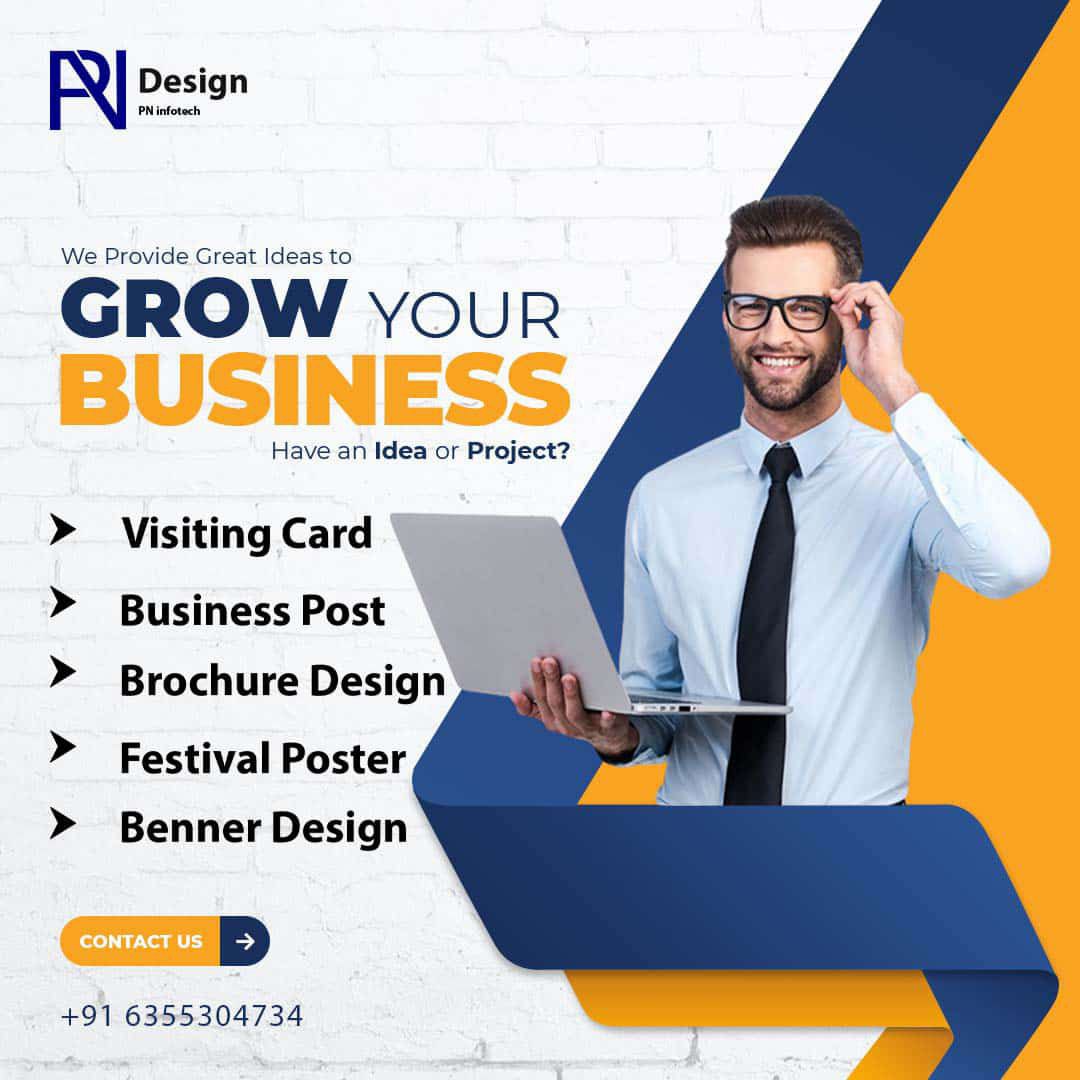 PN Design
PN infotech
We Provide Great Ideas to
GROW YOUR
BUSINESS
Have an Idea or Project?
Visiting Card
Business Post
Brochure Design
Festival Poster
Benner Design
CONTACT US
+91 6355304734